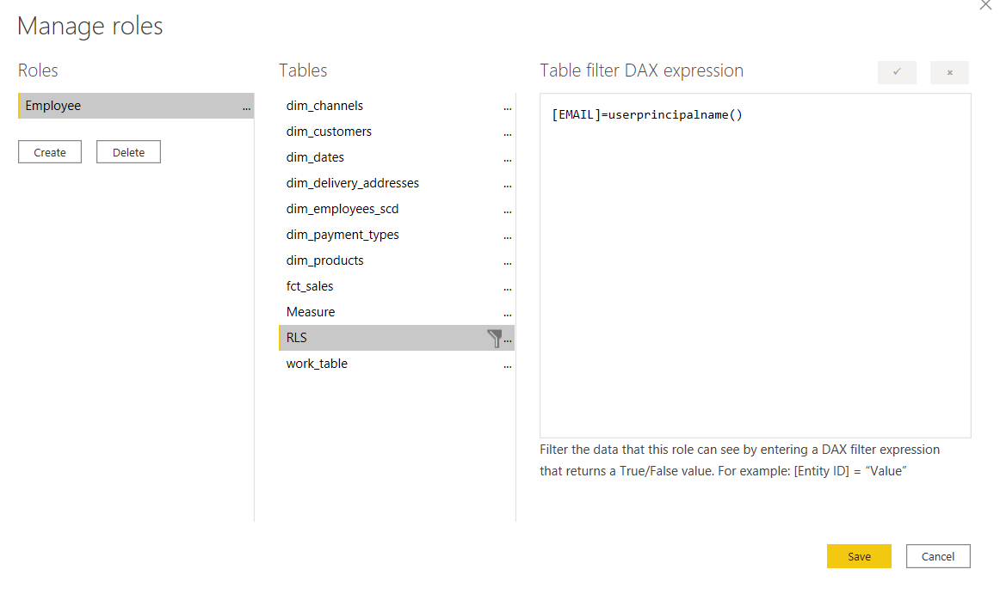 Manage roles
Roles
Tables
Table filter DAX expression
Employee
...
Create
Delete
dim_channels
...
dim_customers
...
dim_dates
...
dim_delivery_addresses
...
dim_employees_scd
...
dim_payment_types
...
dim_products
...
fct_sales
...
Measure
...
RLS
...
work_table
...
[EMAIL]=userprincipalname()
Filter the data that this role can see by entering a DAX filter expression
that returns a True/False value. For example: [Entity ID] = “Value”
Save
Cancel